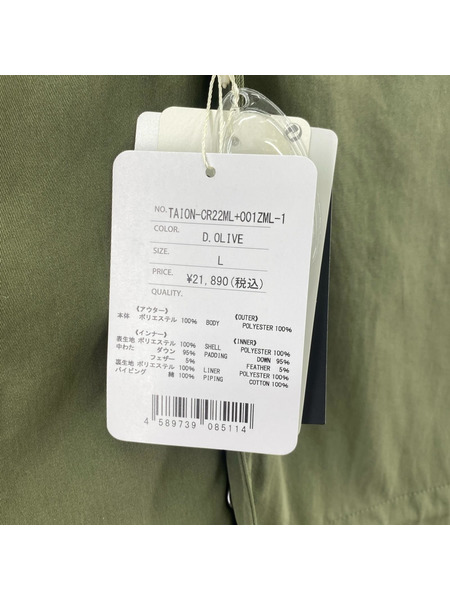 NO. TAION-CR22ML+001ZML-1
COLOR. D.OLIVE
SIZE. L
PRICE. ¥21,890(税込)
QUALITY.
《アウター》 《OUTER》
本体 ポリエステル 100% BODY POLYESTER 100%
《インナー》 《INNER》
表生地 ポリエステル 100% SHELL POLYESTER 100%
中わた ダウン 95% PADDING DOWN 95%
フェザー 5% FEATHER 5%
裏生地 ポリエステル 100% LINER POLYESTER 100%
パイピング 綿 100% PIPING COTTON 100%
4 589739 085114